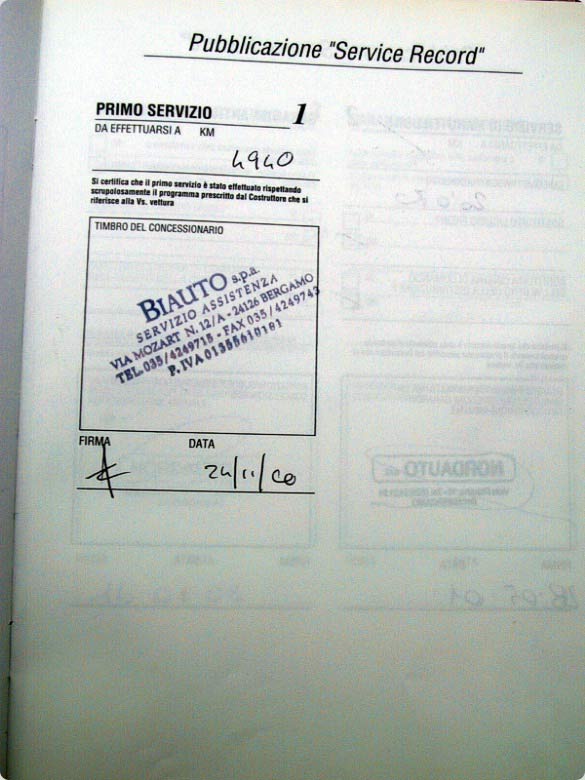 Pubblicazione "Service Record"
PRIMO SERVIZIO 1
DA EFFETTUARSI A KM
4940
Si certifica che il primo servizio è stato effettuato rispettando
scrupolosamente il programma prescritto dal Costruttore che si
riferisce alla Vs. vettura
TIMBRO DEL CONCESSIONARIO
BIAUTO s.p.a.
SERVIZIO ASSISTENZA
VIA MOZART N.12/A - 24126 BERGAMO
TEL. 035/4249715 - FAX 035/4249743
P. IVA 01355610161
FIRMA DATA
24/11/00